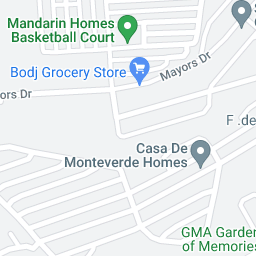 Mandarin Homes
Basketball Court
S
Bodj Grocery Store
Mayors Dr
ors Dr
F .de
Casa De
Monteverde Homes
GMA Garden
of Memories